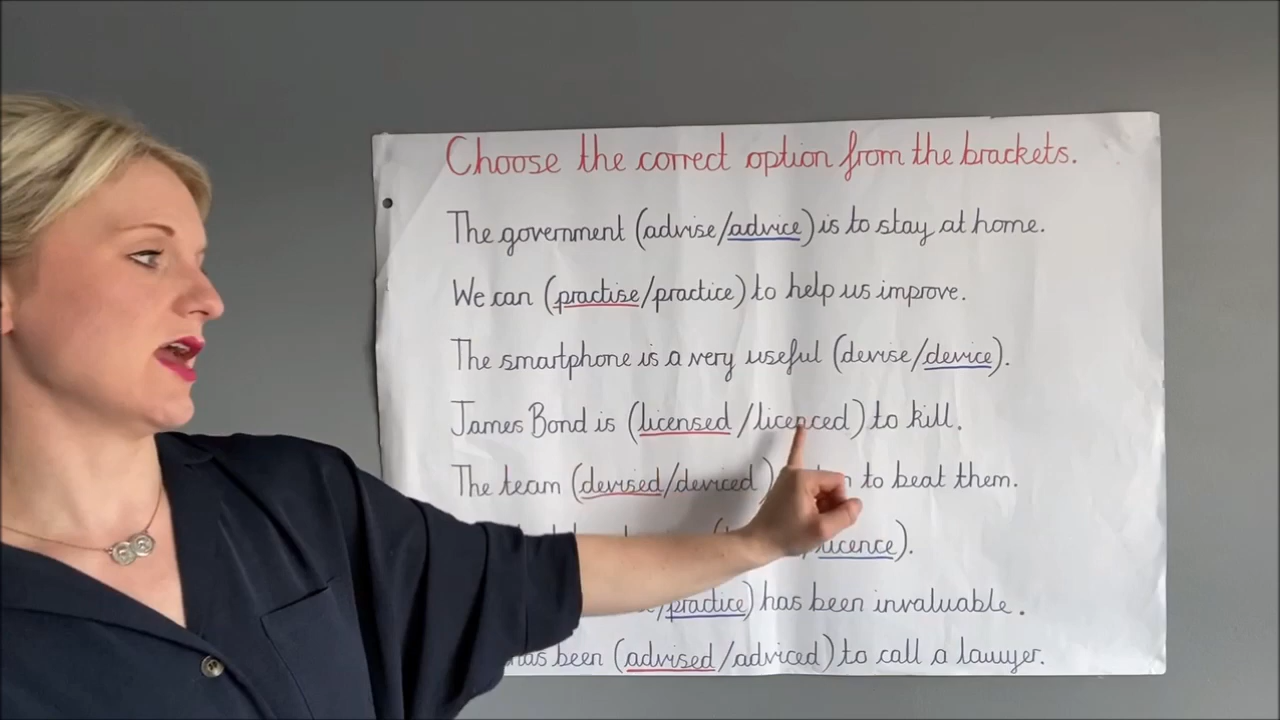 Choose the correct option from the brackets.
The government (advise/advice) is to stay at home.
We can (practise/practice) to help us improve.
The smartphone is a very useful (devise/device).
James Bond is (licensed/licenced) to kill.
The team (devised/deviced) to beat them.
licence).
/practice) has been invaluable.
has been (advised/adviced) to call a lawyer.